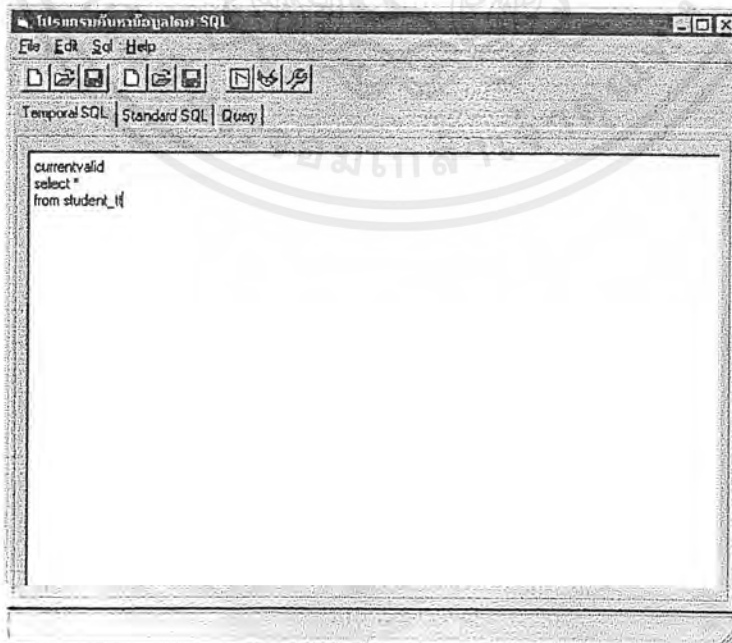 โปรแกรมค้นหาข้อมูลโดย SQL
File Edit Sql Help
Temporal SQL Standard SQL Query
currentvalid
select *
from student_tt